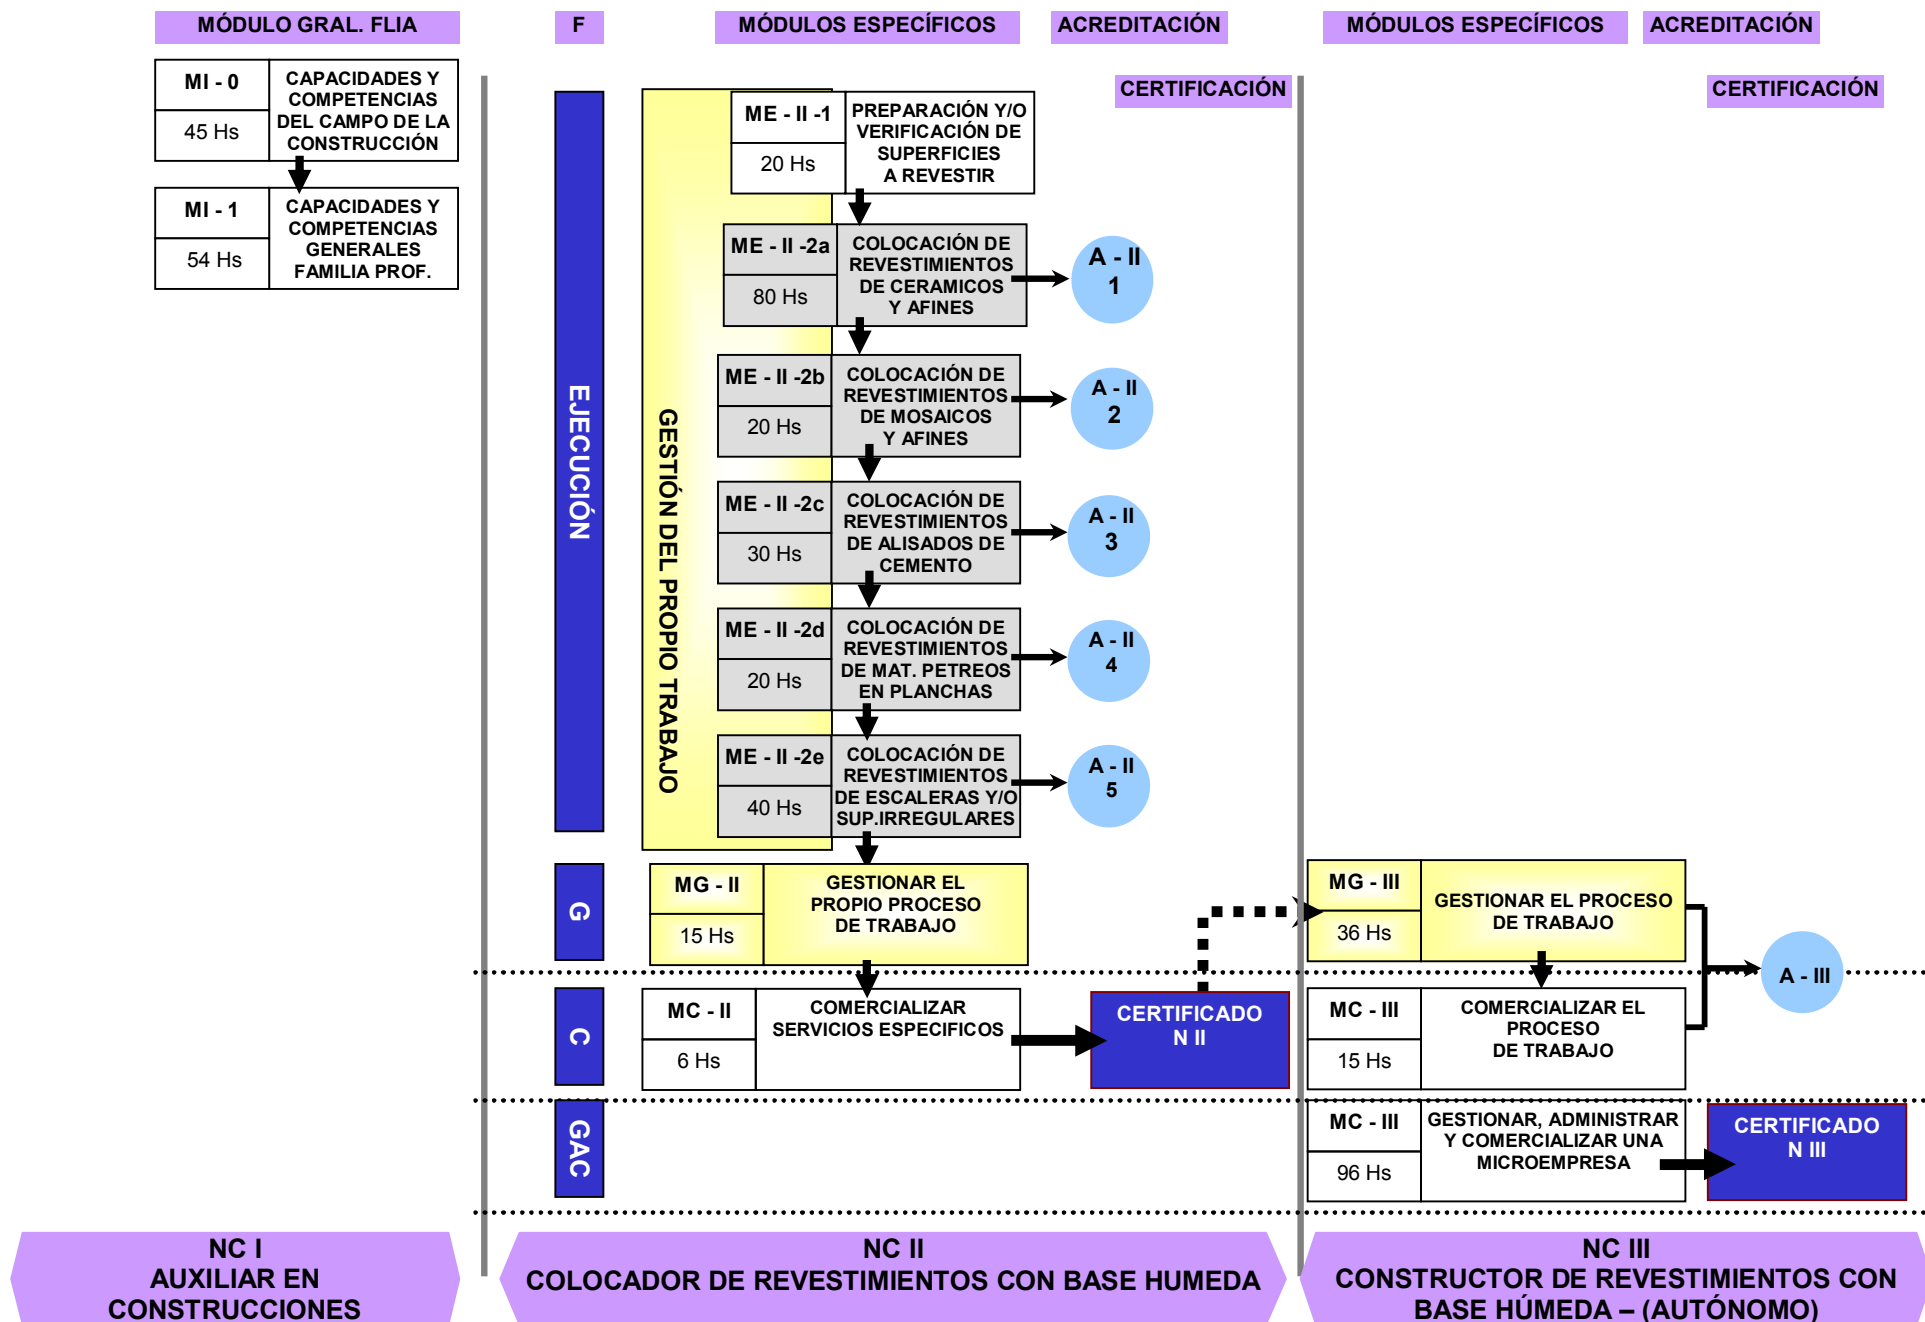 MÓDULO GRAL. FLIA
F
MÓDULOS ESPECÍFICOS
ACREDITACIÓN
MÓDULOS ESPECÍFICOS
ACREDITACIÓN
CERTIFICACIÓN
CERTIFICACIÓN
MI - 0
45 Hs
CAPACIDADES Y
COMPETENCIAS
DEL CAMPO DE LA
CONSTRUCCIÓN
MI - 1
54 Hs
CAPACIDADES Y
COMPETENCIAS
GENERALES
FAMILIA PROF.
EJECUCIÓN
GESTIÓN DEL PROPIO TRABAJO
ME - II -1
20 Hs
PREPARACIÓN Y/O
VERIFICACIÓN DE
SUPERFICIES
A REVESTIR
ME - II -2a
80 Hs
COLOCACIÓN DE
REVESTIMIENTOS
DE CERAMICOS
Y AFINES
A - II
1
ME - II -2b
20 Hs
COLOCACIÓN DE
REVESTIMIENTOS
DE MOSAICOS
Y AFINES
A - II
2
ME - II -2c
30 Hs
COLOCACIÓN DE
REVESTIMIENTOS
DE ALISADOS DE
CEMENTO
A - II
3
ME - II -2d
20 Hs
COLOCACIÓN DE
REVESTIMIENTOS
DE MAT. PETREOS
EN PLANCHAS
A - II
4
ME - II -2e
40 Hs
COLOCACIÓN DE
REVESTIMIENTOS
DE ESCALERAS Y/O
SUP.IRREGULARES
A - II
5
G
MG - II
15 Hs
GESTIONAR EL
PROPIO PROCESO
DE TRABAJO
MG - III
36 Hs
GESTIONAR EL PROCESO
DE TRABAJO
A - III
C
MC - II
6 Hs
COMERCIALIZAR
SERVICIOS ESPECIFICOS
CERTIFICADO
N II
MC - III
15 Hs
COMERCIALIZAR EL
PROCESO
DE TRABAJO
GAC
MC - III
96 Hs
GESTIONAR, ADMINISTRAR
Y COMERCIALIZAR UNA
MICROEMPRESA
CERTIFICADO
N III
NC I
AUXILIAR EN
CONSTRUCCIONES
NC II
COLOCADOR DE REVESTIMIENTOS CON BASE HUMEDA
NC III
CONSTRUCTOR DE REVESTIMIENTOS CON
BASE HÚMEDA – (AUTÓNOMO)